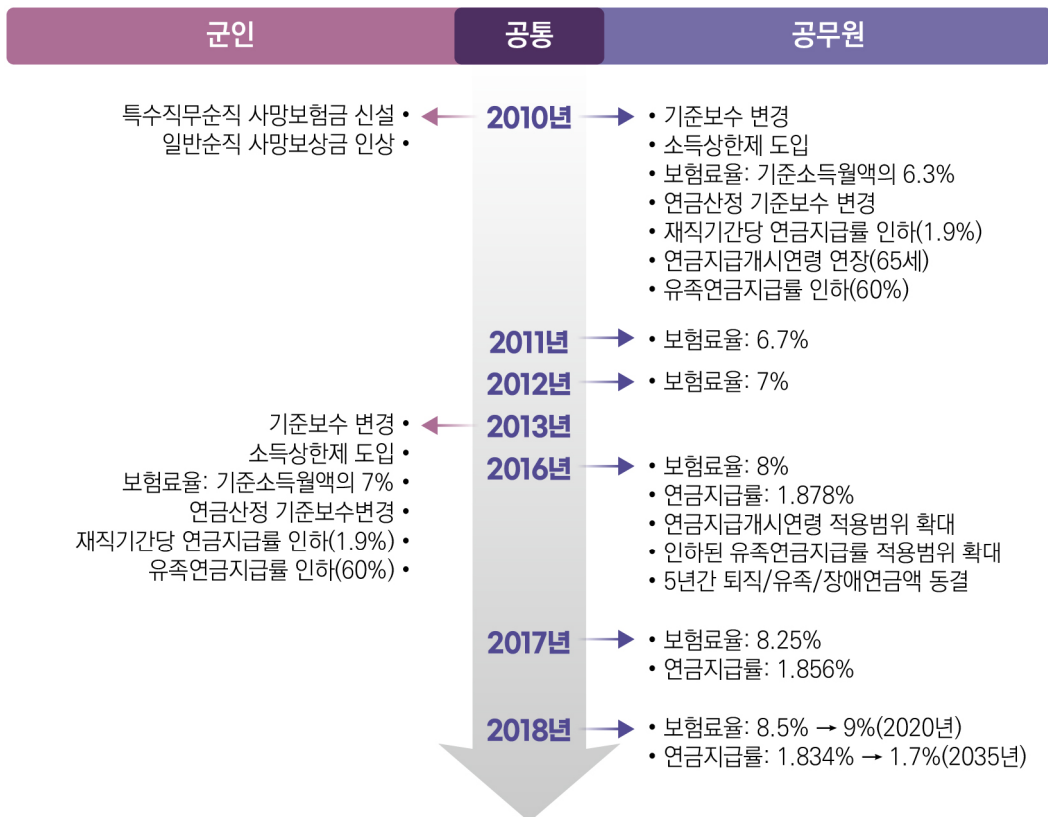 군인 공통 공무원
2010년
특수직무순직 사망보험금 신설 •
일반순직 사망보상금 인상 •
• 기준보수 변경
• 소득상한제 도입
• 보험료율: 기준소득월액의 6.3%
• 연금산정 기준보수 변경
• 재직기간당 연금지급률 인하(1.9%)
• 연금지급개시연령 연장(65세)
• 유족연금지급률 인하(60%)
2011년
• 보험료율: 6.7%
2012년
• 보험료율: 7%
2013년
기준보수 변경 •
소득상한제 도입 •
보험료율: 기준소득월액의 7% •
연금산정 기준보수변경 •
재직기간당 연금지급률 인하(1.9%) •
유족연금지급률 인하(60%) •
2016년
• 보험료율: 8%
• 연금지급률: 1.878%
• 연금지급개시연령 적용범위 확대
• 인하된 유족연금지급률 적용범위 확대
• 5년간 퇴직/유족/장애연금액 동결
2017년
• 보험료율: 8.25%
• 연금지급률: 1.856%
2018년
• 보험료율: 8.5% → 9%(2020년)
• 연금지급률: 1.834% → 1.7%(2035년)